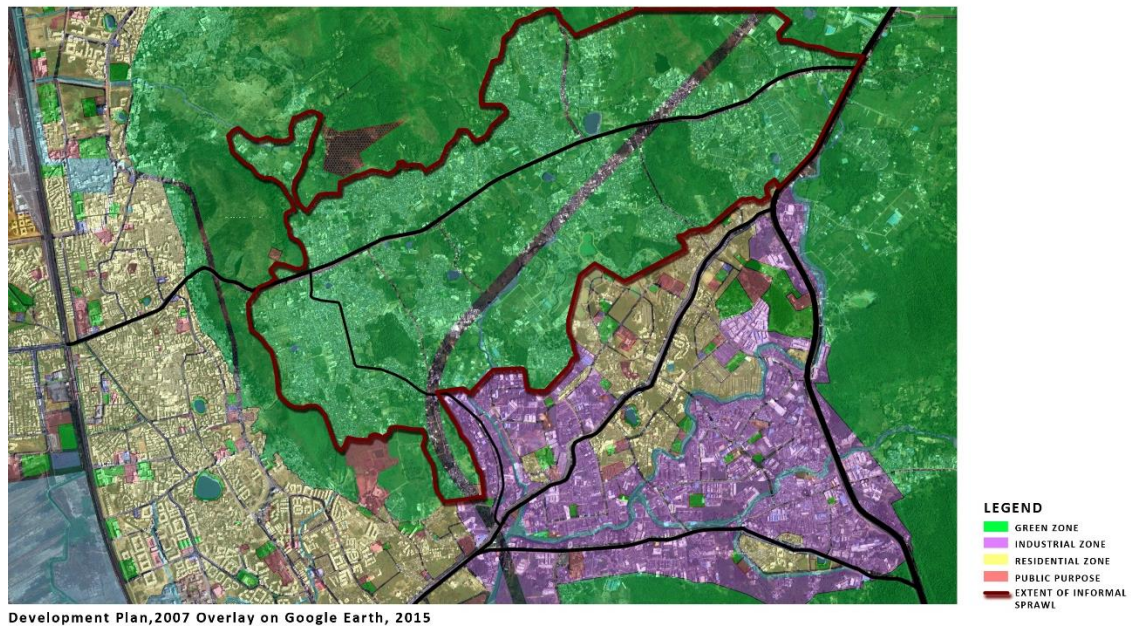 LEGEND
GREEN ZONE
INDUSTRIAL ZONE
RESIDENTIAL ZONE
PUBLIC PURPOSE
EXTENT OF INFORMAL
SPRAWL
Development Plan,2007 Overlay on Google Earth, 2015